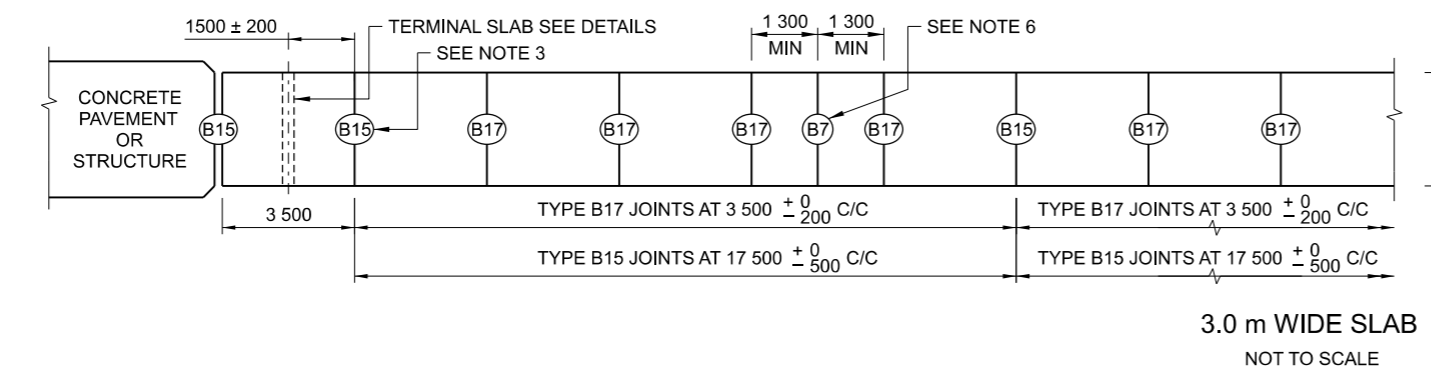 1500 ± 200
TERMINAL SLAB SEE DETAILS
SEE NOTE 3
1 300
MIN
1 300
MIN
SEE NOTE 6
CONCRETE
PAVEMENT
OR
STRUCTURE
B15
B15
B17
B17
B17
B7
B17
B15
B17
B17
3 500
TYPE B17 JOINTS AT 3 500 + 0 - 200 C/C
TYPE B17 JOINTS AT 3 500 + 0 - 200 C/C
TYPE B15 JOINTS AT 17 500 + 0 - 500 C/C
TYPE B15 JOINTS AT 17 500 + 0 - 500 C/C
3.0 m WIDE SLAB
NOT TO SCALE